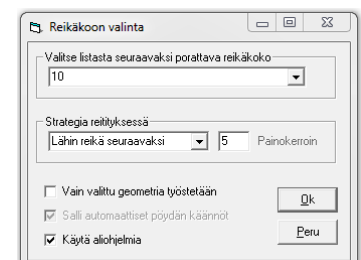 Reikäkoon valinta
Valitse listasta seuraavaksi porattava reikäkoko
10
Strategia reitityksessä
Lähin reikä seuraavaksi 5 Painokerroin
Vain valittu geometria työstetään
Ok
Salli automaattiset pöydän käännöt
Peru
Käytä aliohjelmia